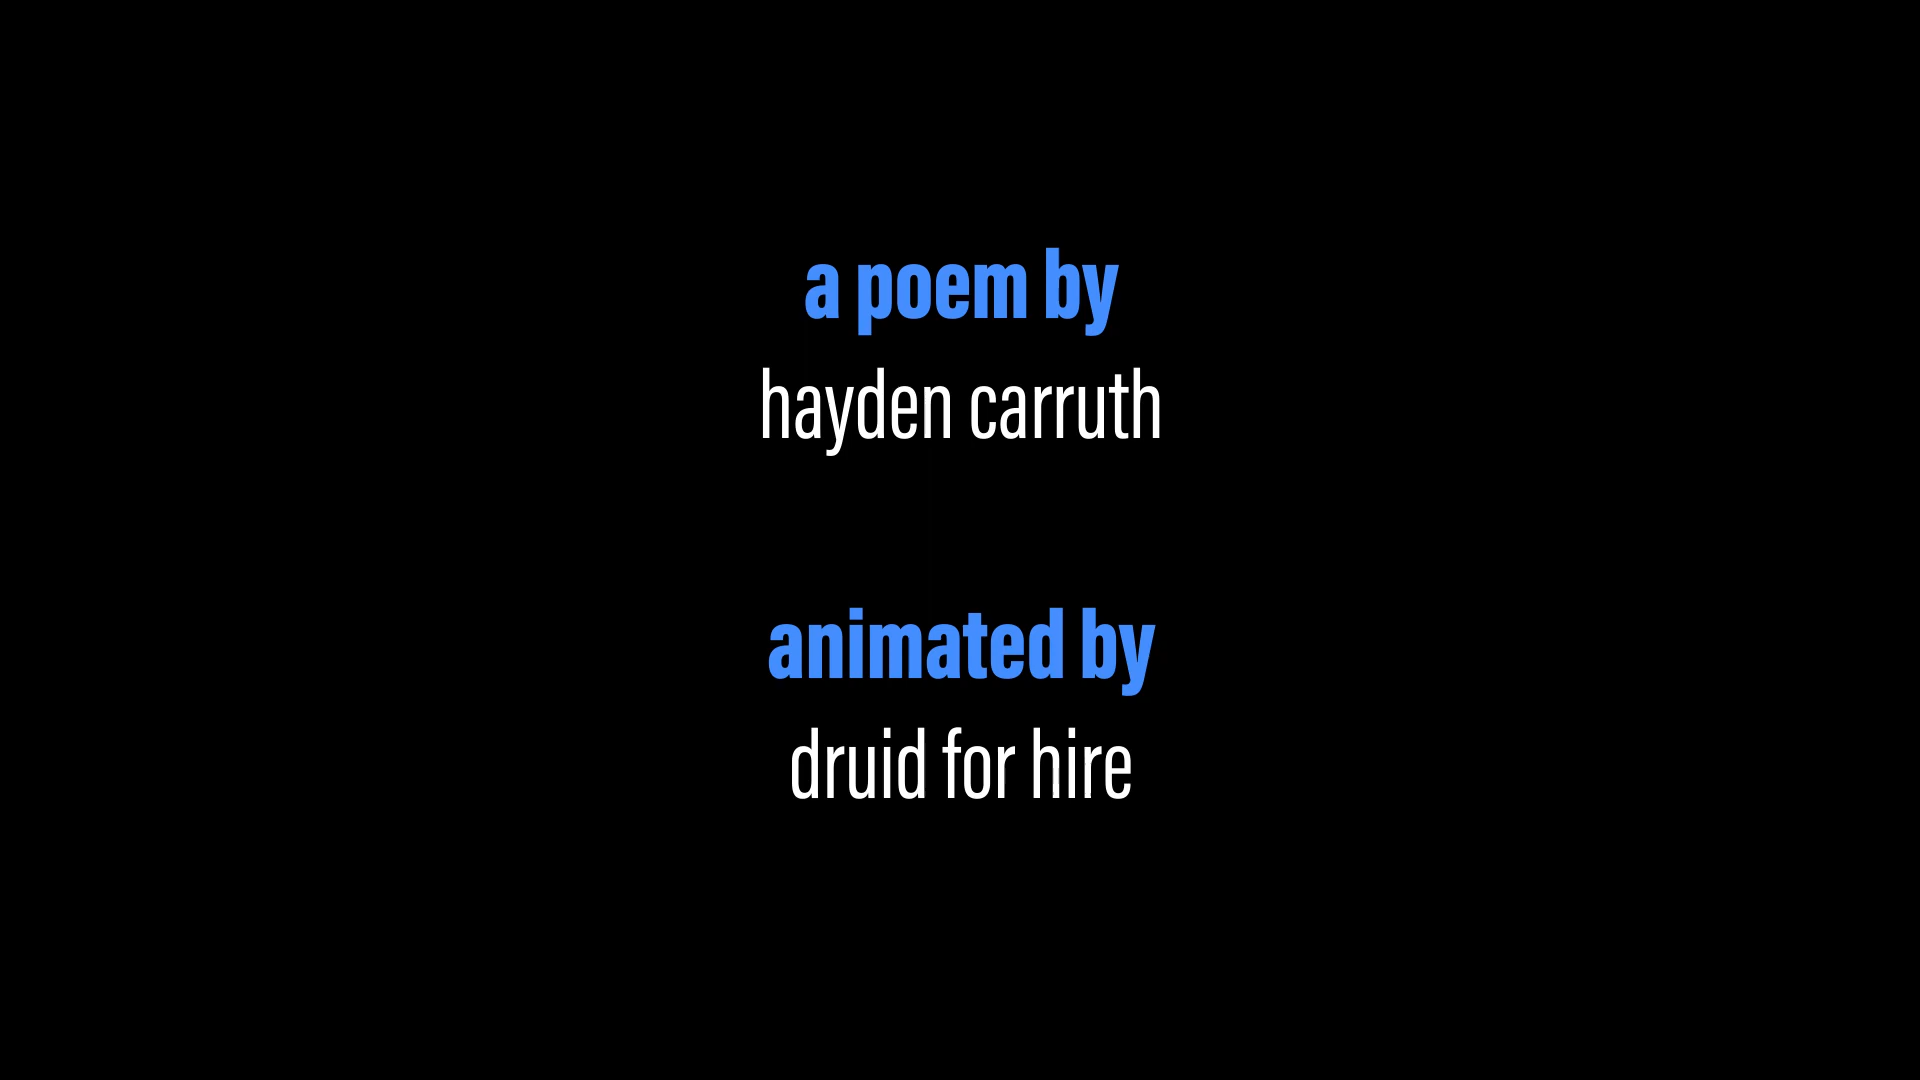 a poem by
hayden carruth
animated by
druid for hire